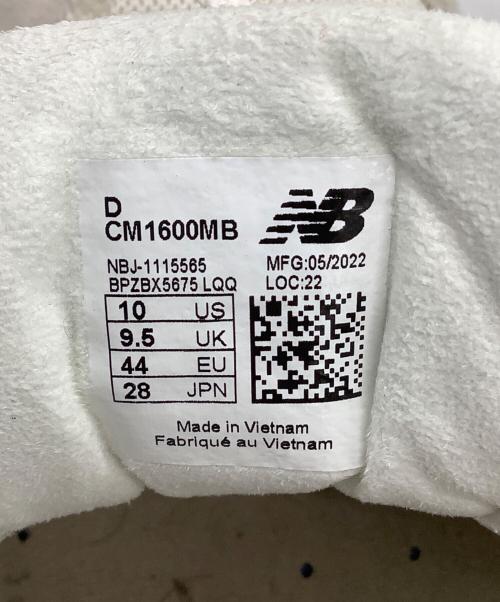 D
CM1600MB
NB
NBJ-1115565
MFG:05/2022
BPZBX5675 LQQ
LOC:22
10 US
9.5 UK
44 EU
28 JPN
Made in Vietnam
Fabriqué au Vietnam